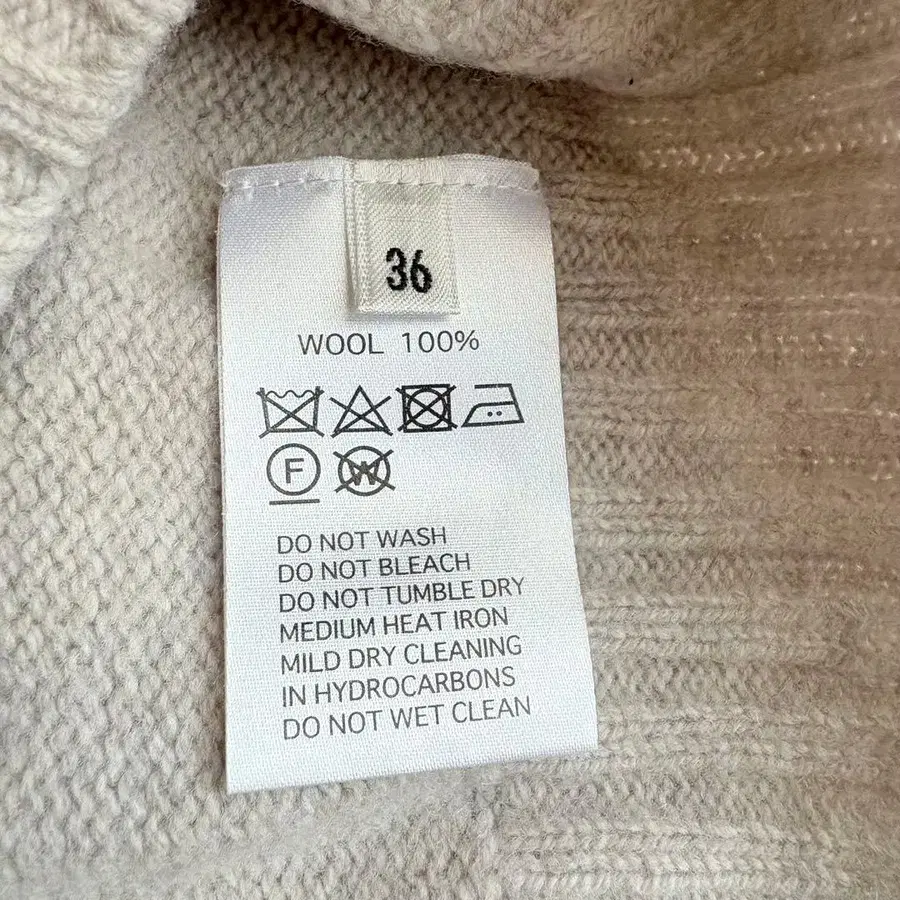 36
WOOL 100%
F W
DO NOT WASH
DO NOT BLEACH
DO NOT TUMBLE DRY
MEDIUM HEAT IRON
MILD DRY CLEANING
IN HYDROCARBONS
DO NOT WET CLEAN